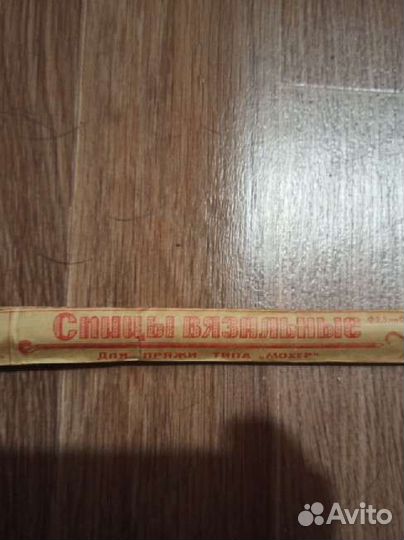 Спицы вязальные
для пряжи типа „мохер"
Avito